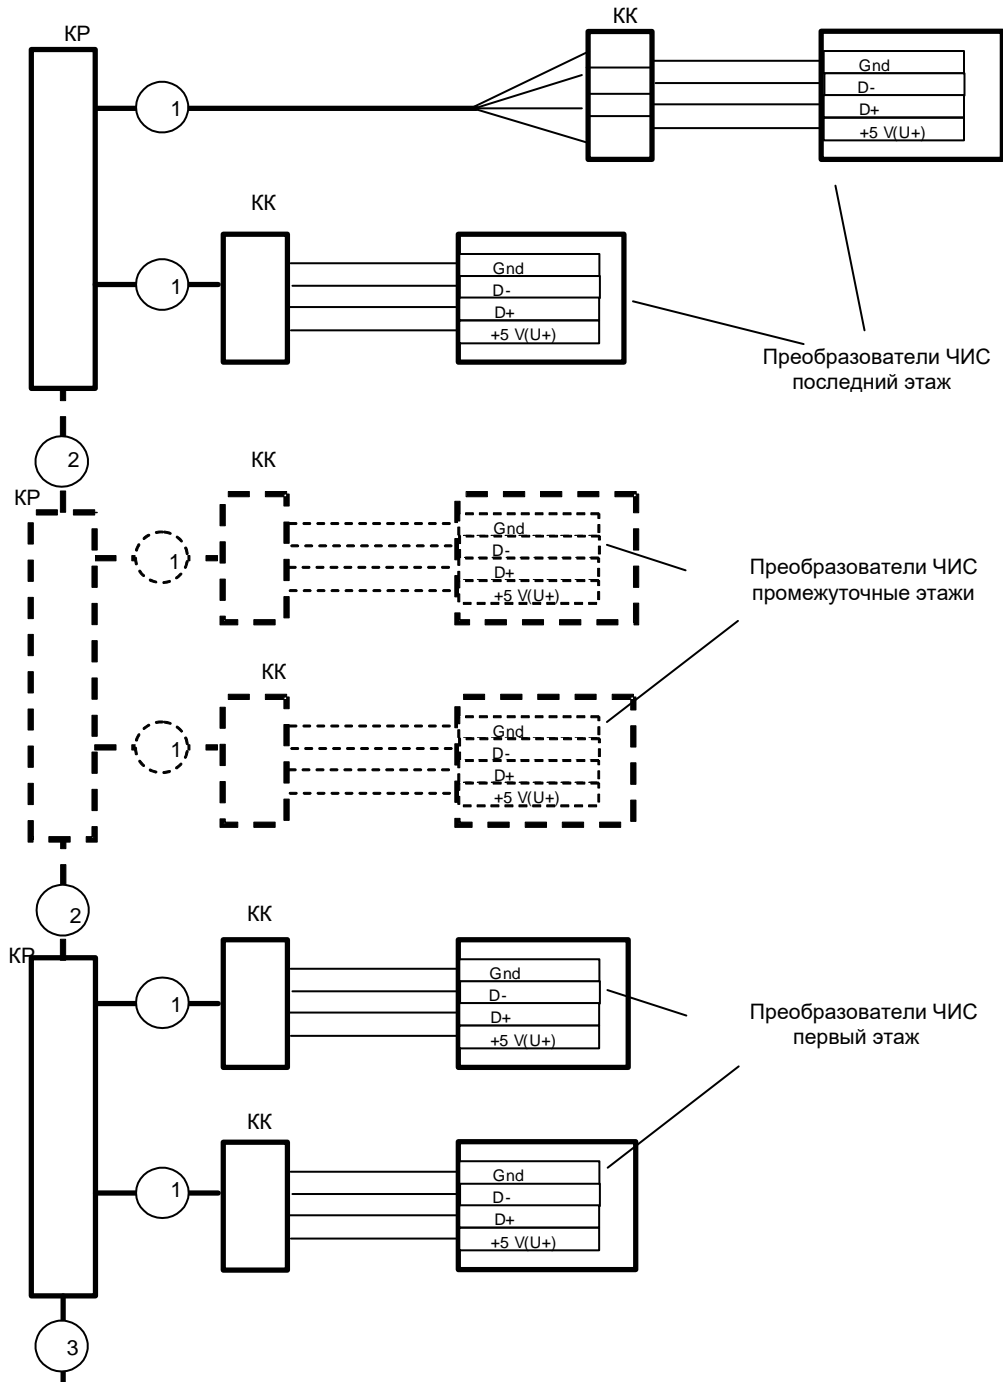 КР
КК
1
Gnd
D-
D+
+5 V(U+)
КК
1
Gnd
D-
D+
+5 V(U+)
Преобразователи ЧИС
последний этаж
2
КК
КР
1
Gnd
D-
D+
+5 V(U+)
Преобразователи ЧИС
промежуточные этажи
КК
1
Gnd
D-
D+
+5 V(U+)
2
КК
КР
1
Gnd
D-
D+
+5 V(U+)
Преобразователи ЧИС
первый этаж
КК
1
Gnd
D-
D+
+5 V(U+)
3